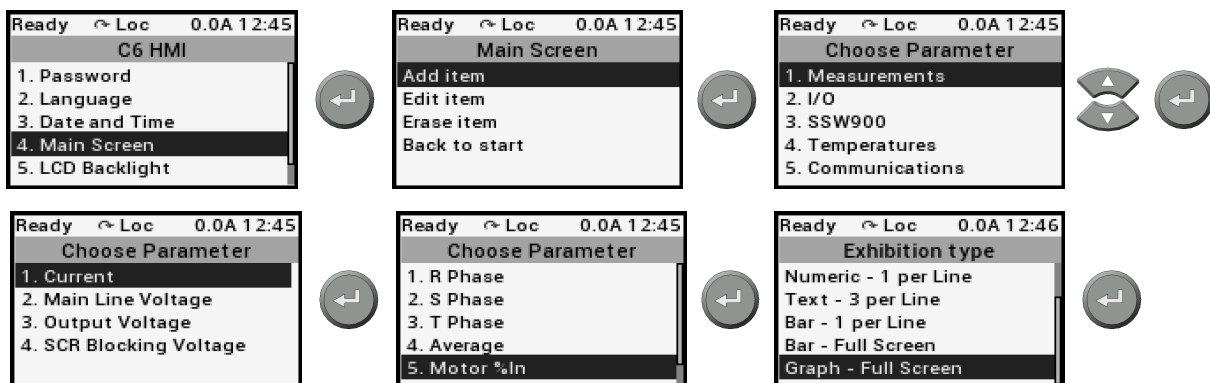 Ready Loc 0.0A 12:45
C6 HMI
1. Password
2. Language
3. Date and Time
4. Main Screen
5. LCD Backlight
Ready Loc 0.0A 12:45
Main Screen
Add item
Edit item
Erase item
Back to start
Ready Loc 0.0A 12:45
Choose Parameter
1. Measurements
2. I/O
3. SSW900
4. Temperatures
5. Communications
Ready Loc 0.0A 12:45
Choose Parameter
1. Current
2. Main Line Voltage
3. Output Voltage
4. SCR Blocking Voltage
Ready Loc 0.0A 12:45
Choose Parameter
1. R Phase
2. S Phase
3. T Phase
4. Average
5. Motor %In
Ready Loc 0.0A 12:46
Exhibition type
Numeric - 1 per Line
Text - 3 per Line
Bar - 1 per Line
Bar - Full Screen
Graph - Full Screen